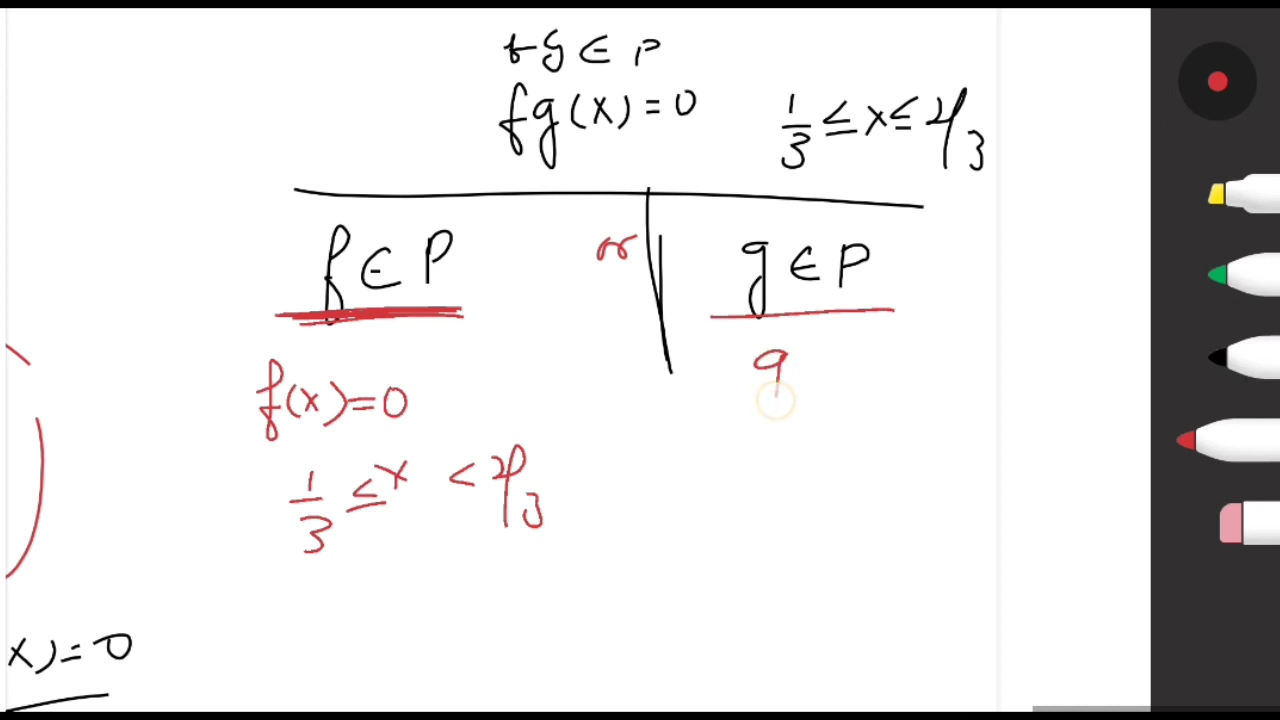 fg ∈ P
fg(x)=0 1/3 ≤ x ≤ 2/3
f ∈ P or g ∈ P
f(x)=0 g
1/3 ≤ x < 2/3
x)=0